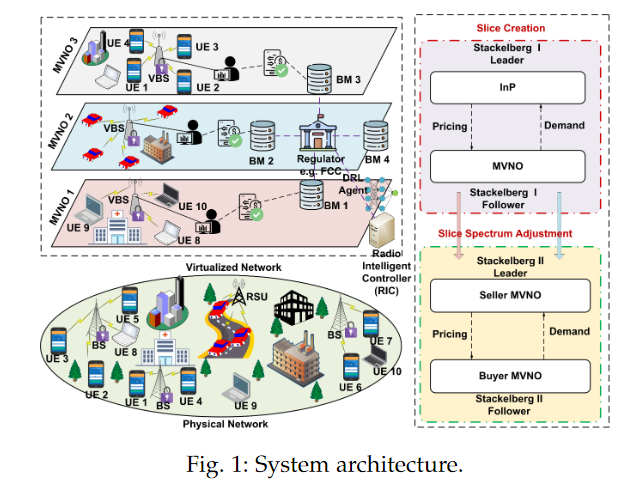 MVNO 3
UE 4
UE 3
VBS
UE 1
UE 2
BM 3
MVNO 2
VBS
BM 2
Regulator
e.g. FCC
BM 4
DRL
Agent
MVNO 1
UE 10
VBS
UE 9
UE 8
BM 1
Radio
Intelligent
Controller
(RIC)
Virtualized Network
RSU
UE 5
BS
UE 3
UE 8
UE 2
UE 1
BS
UE 4
UE 9
BS
UE 7
UE 10
UE 6
Physical Network
Slice Creation
Stackelberg I
Leader
InP
Pricing
Demand
MVNO
Stackelberg I
Follower
Slice Spectrum Adjustment
Stackelberg II
Leader
Seller MVNO
Pricing
Demand
Buyer MVNO
Stackelberg II
Follower
Fig. 1: System architecture.